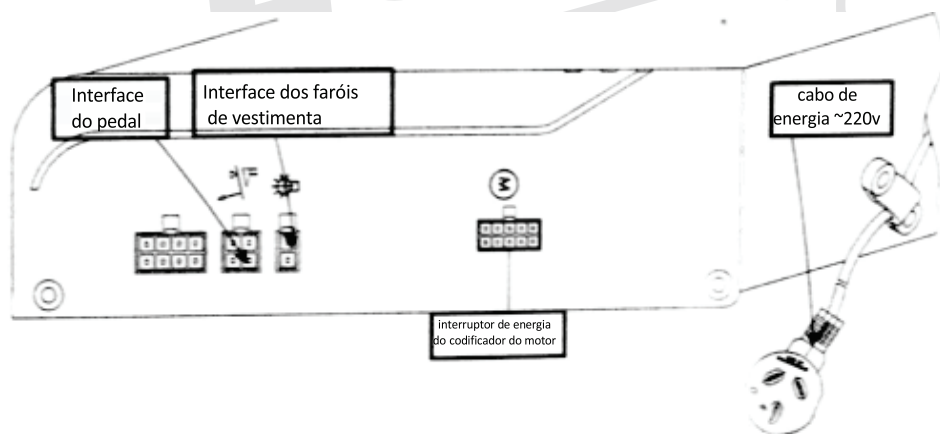 Interface
do pedal
Interface dos faróis
de vestimenta
cabo de
energia ~220v
M
interruptor de energia
do codificador do motor